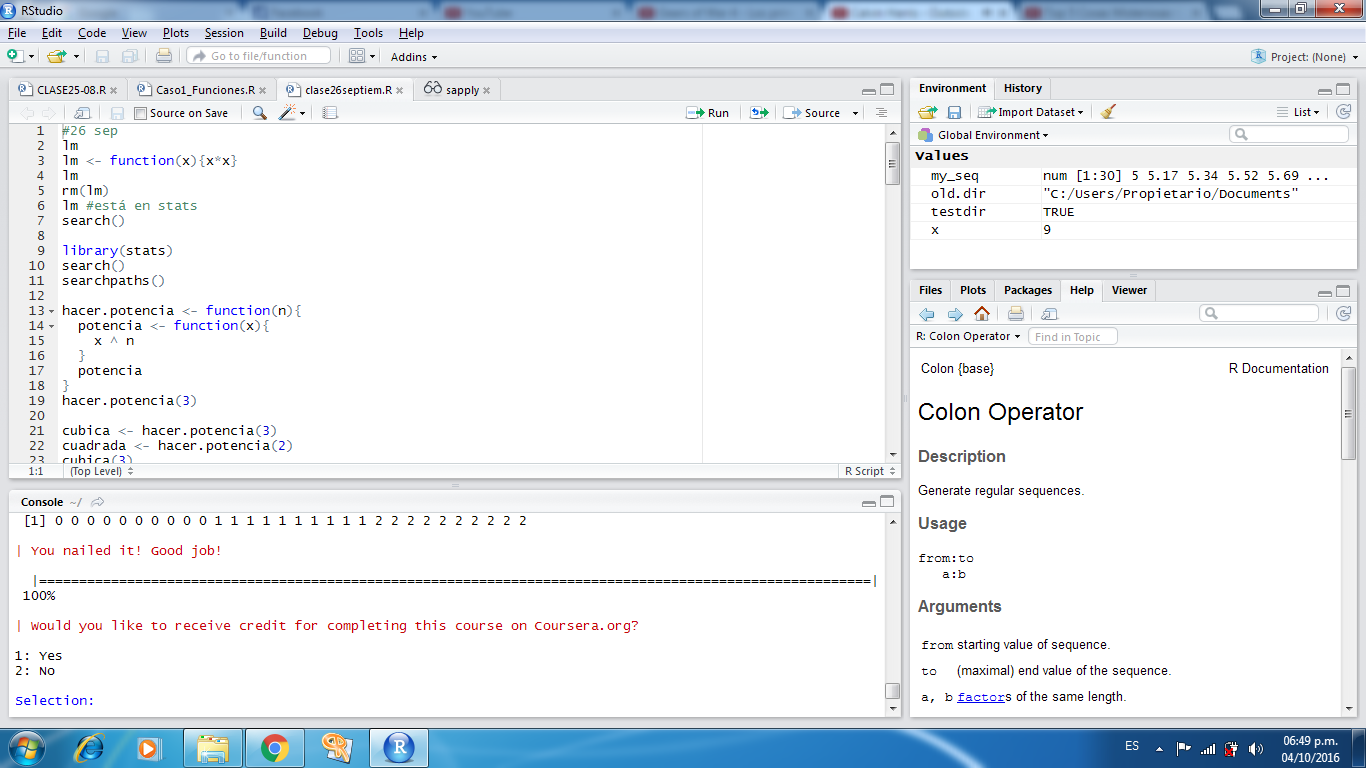 RStudio
File Edit Code View Plots Session Build Debug Tools Help
Go to file/function Addins Project: (None)
CLASE25-08.R Caso1_Funciones.R clase26septiem.R sapply
Source on Save Run Source
1 #26 sep
2 lm
3 lm <- function(x){x*x}
4 lm
5 rm(lm)
6 lm #está en stats
7 search()
8
9 library(stats)
10 search()
11 searchpaths()
12
13 hacer.potencia <- function(n){
14 potencia <- function(x){
15 x ^ n
16 }
17 potencia
18 }
19 hacer.potencia(3)
20
21 cubica <- hacer.potencia(3)
22 cuadrada <- hacer.potencia(2)
23 cubica(3)
1:1 (Top Level) R Script
Console ~/
[1] 0 0 0 0 0 0 0 0 0 0 1 1 1 1 1 1 1 1 1 1 2 2 2 2 2 2 2 2 2 2
| You nailed it! Good job!
|========================================================================================================|
100%
| Would you like to receive credit for completing this course on Coursera.org?
1: Yes
2: No
Selection:
Environment History
Import Dataset List
Global Environment
Values
my_seq num [1:30] 5 5.17 5.34 5.52 5.69 ...
old.dir "C:/Users/Propietario/Documents"
testdir TRUE
x 9
Files Plots Packages Help Viewer
R: Colon Operator Find in Topic
Colon {base} R Documentation
Colon Operator
Description
Generate regular sequences.
Usage
from:to
a:b
Arguments
from starting value of sequence.
to (maximal) end value of the sequence.
a, b factors of the same length.
ES 06:49 p.m.
04/10/2016